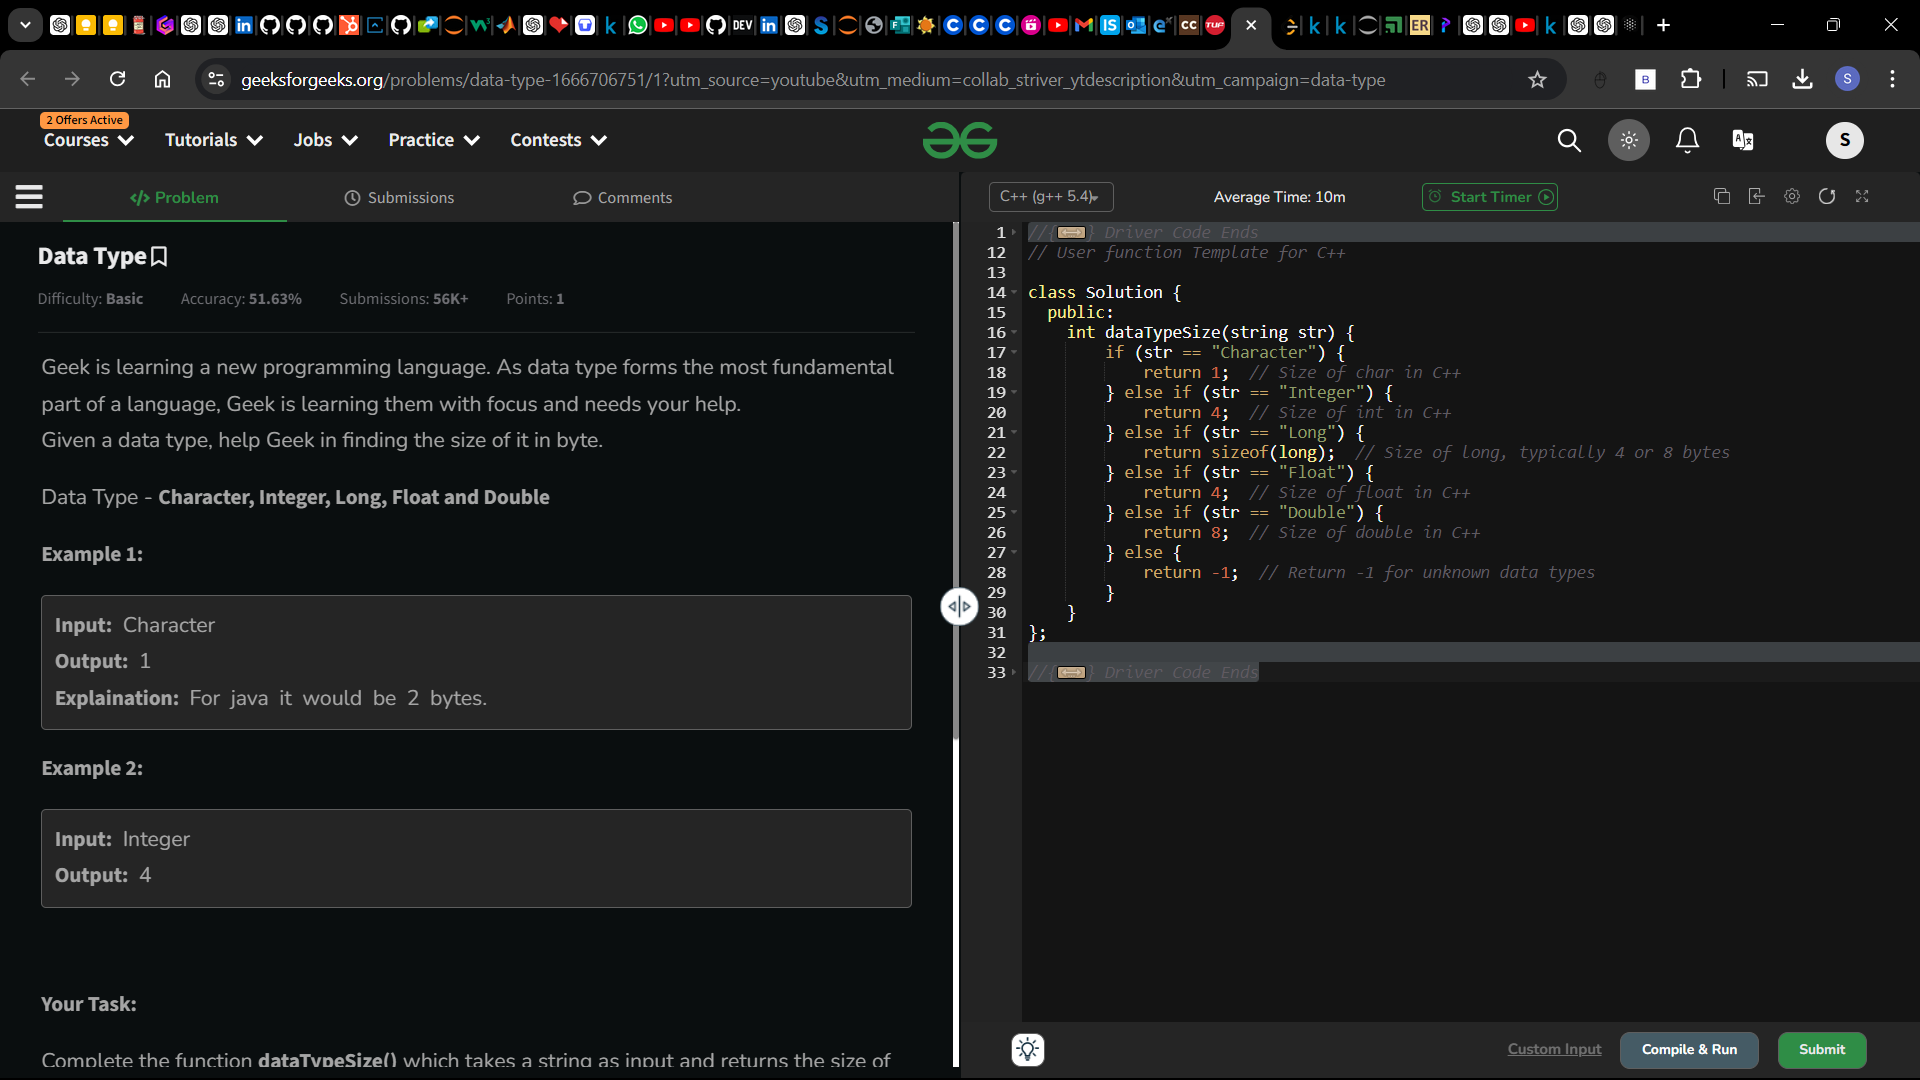 geeksforgeeks.org/problems/data-type-1666706751/1?utm_source=youtube&utm_medium=collab_striver_ytdescription&utm_campaign=data-type
2 Offers Active
Courses Tutorials Jobs Practice Contests
S
</> Problem Submissions Comments
C++ (g++ 5.4) Average Time: 10m Start Timer
Data Type
Difficulty: Basic Accuracy: 51.63% Submissions: 56K+ Points: 1
Geek is learning a new programming language. As data type forms the most fundamental
part of a language, Geek is learning them with focus and needs your help.
Given a data type, help Geek in finding the size of it in byte.
Data Type - Character, Integer, Long, Float and Double
Example 1:
Input: Character
Output: 1
Explaination: For java it would be 2 bytes.
Example 2:
Input: Integer
Output: 4
Your Task:
Complete the function dataTypeSize() which takes a string as input and returns the size of
1 //{ } Driver Code Ends
12 // User function Template for C++
13
14 class Solution {
15 public:
16 int dataTypeSize(string str) {
17 if (str == "Character") {
18 return 1; // Size of char in C++
19 } else if (str == "Integer") {
20 return 4; // Size of int in C++
21 } else if (str == "Long") {
22 return sizeof(long); // Size of long, typically 4 or 8 bytes
23 } else if (str == "Float") {
24 return 4; // Size of float in C++
25 } else if (str == "Double") {
26 return 8; // Size of double in C++
27 } else {
28 return -1; // Return -1 for unknown data types
29 }
30 }
31 };
32
33 //{ } Driver Code Ends
Custom Input Compile & Run Submit